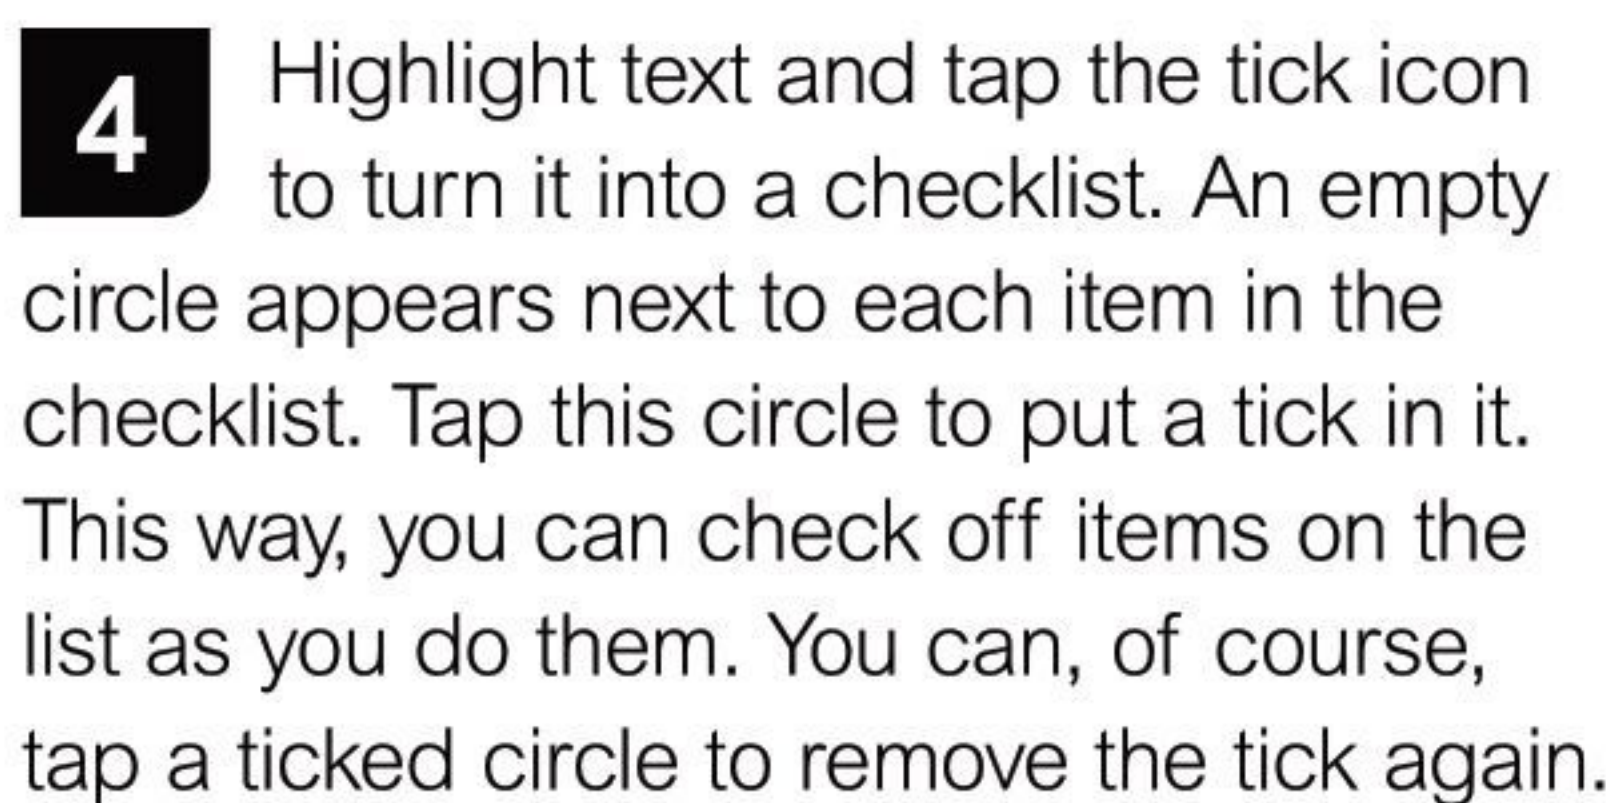 4
Highlight text and tap the tick icon
to turn it into a checklist. An empty
circle appears next to each item in the
checklist. Tap this circle to put a tick in it.
This way, you can check off items on the
list as you do them. You can, of course,
tap a ticked circle to remove the tick again.